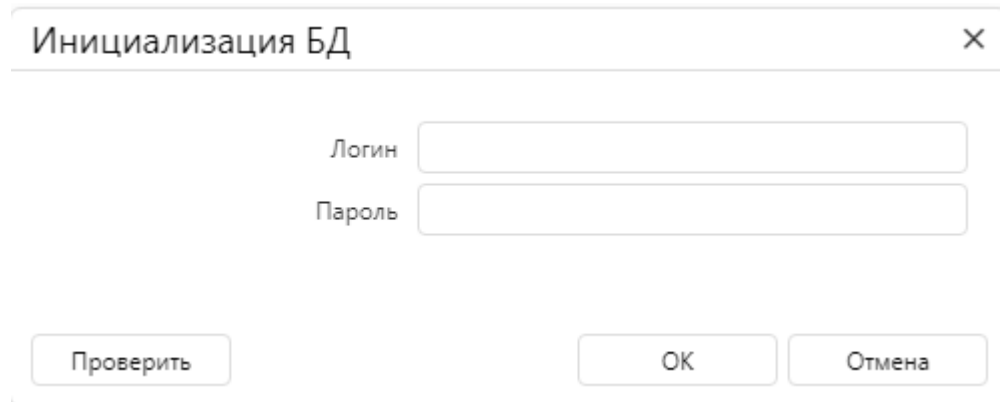 Инициализация БД
Логин
Пароль
Проверить
ОК
Отмена